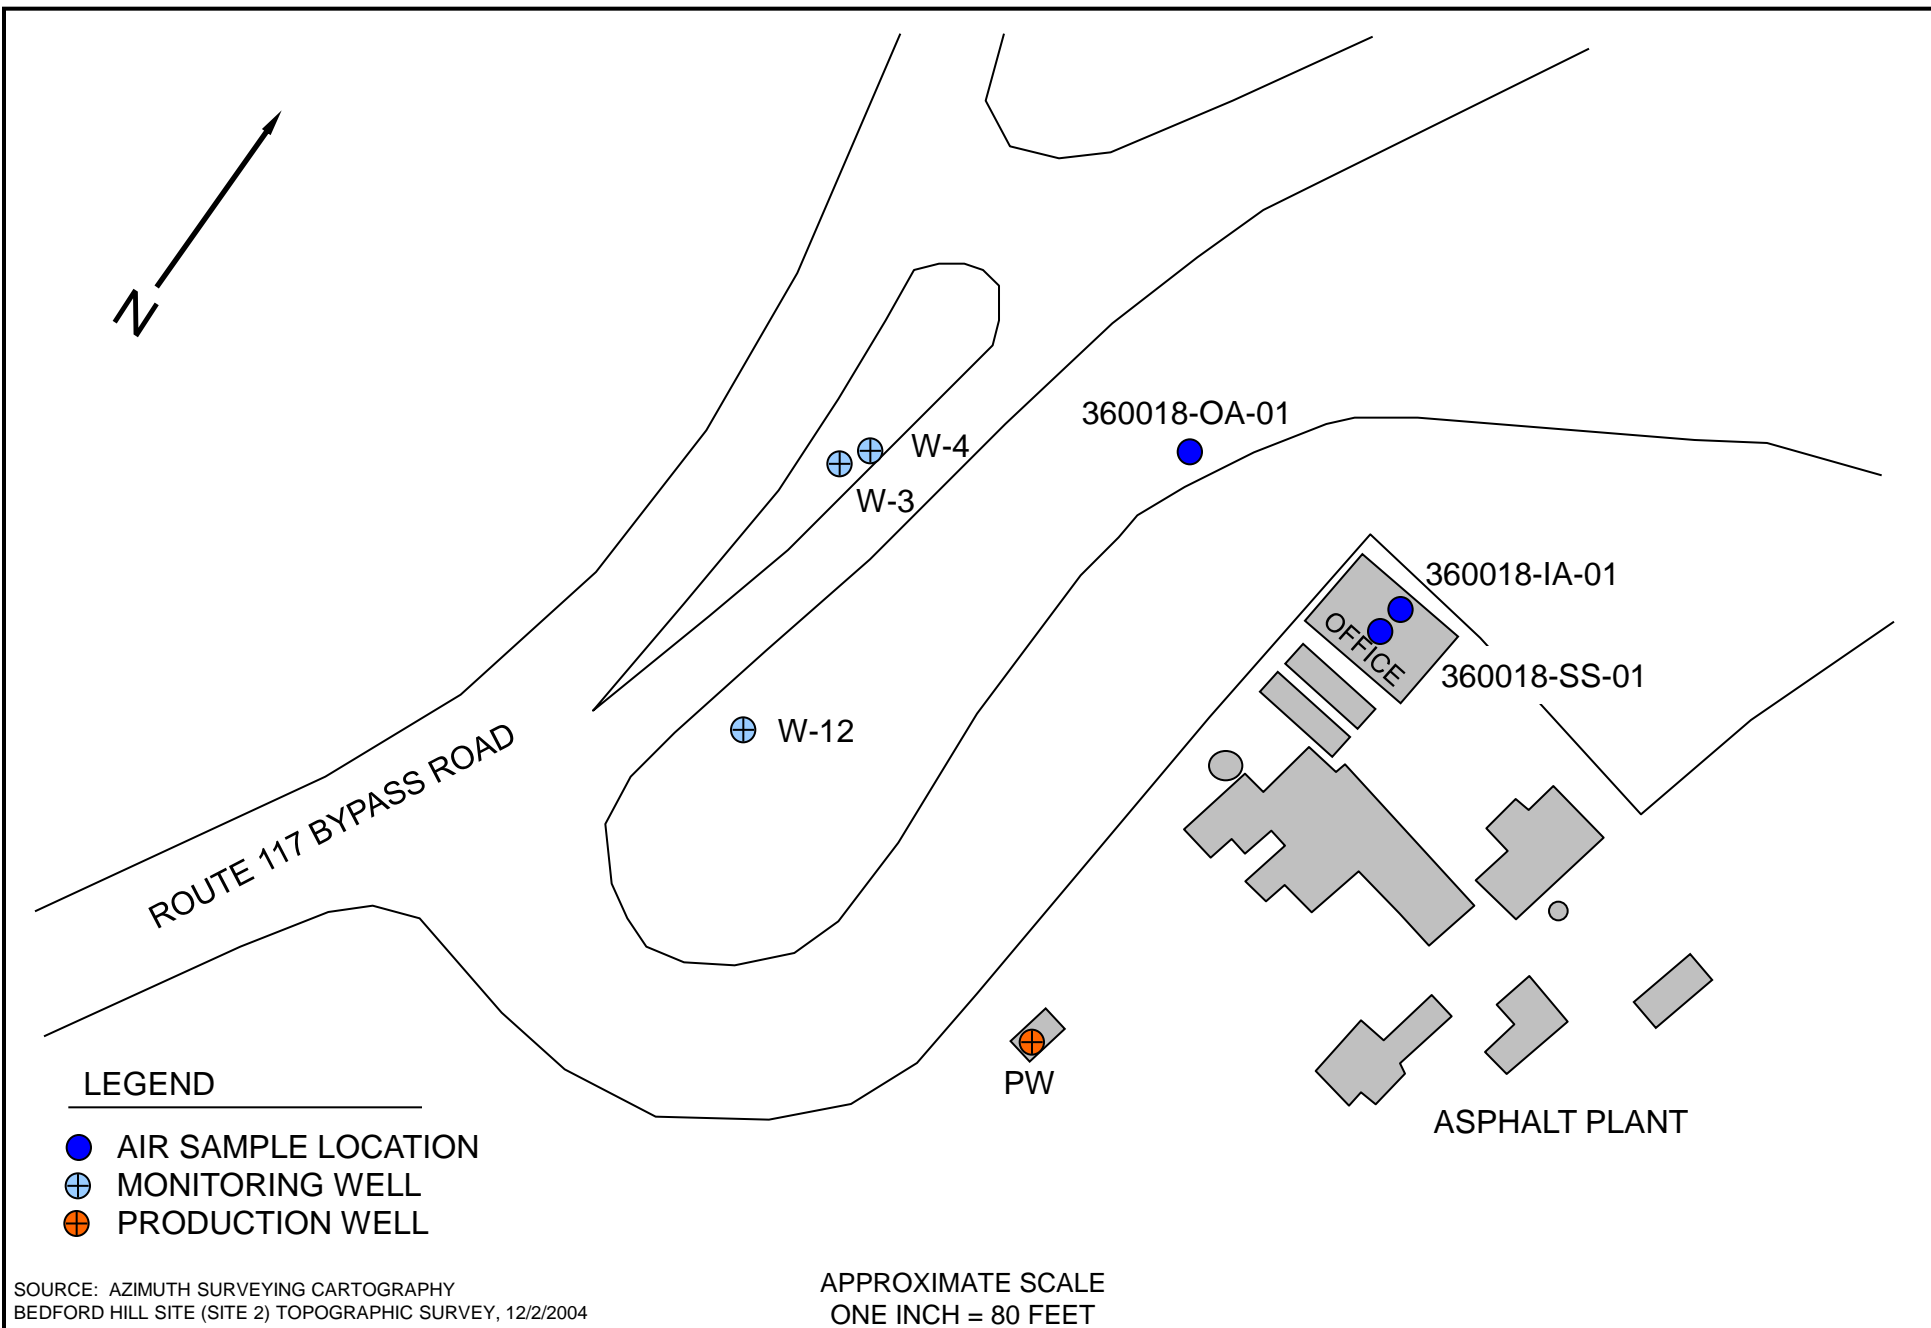 N
360018-OA-01
W-4
W-3
360018-IA-01
OFFICE
360018-SS-01
W-12
ROUTE 117 BYPASS ROAD
PW
ASPHALT PLANT
LEGEND
AIR SAMPLE LOCATION
MONITORING WELL
PRODUCTION WELL
SOURCE: AZIMUTH SURVEYING CARTOGRAPHY
BEDFORD HILL SITE (SITE 2) TOPOGRAPHIC SURVEY, 12/2/2004
APPROXIMATE SCALE
ONE INCH = 80 FEET